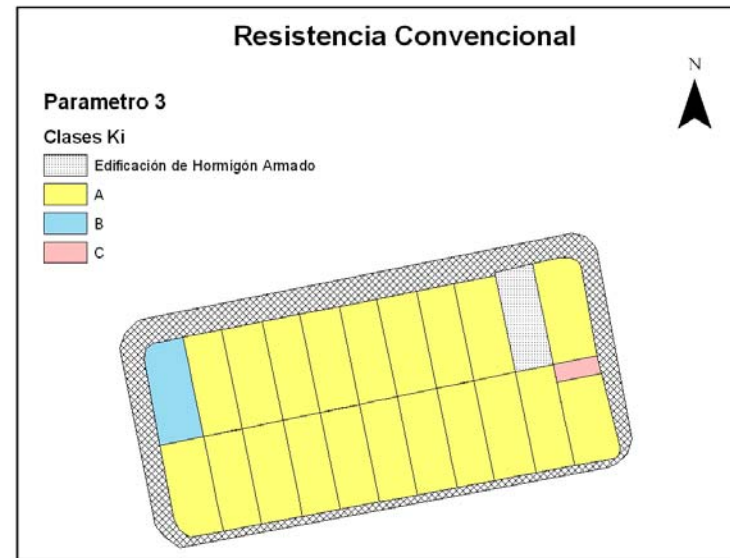 Resistencia Convencional
N
Parametro 3
Clases Ki
Edificación de Hormigón Armado
A
B
C